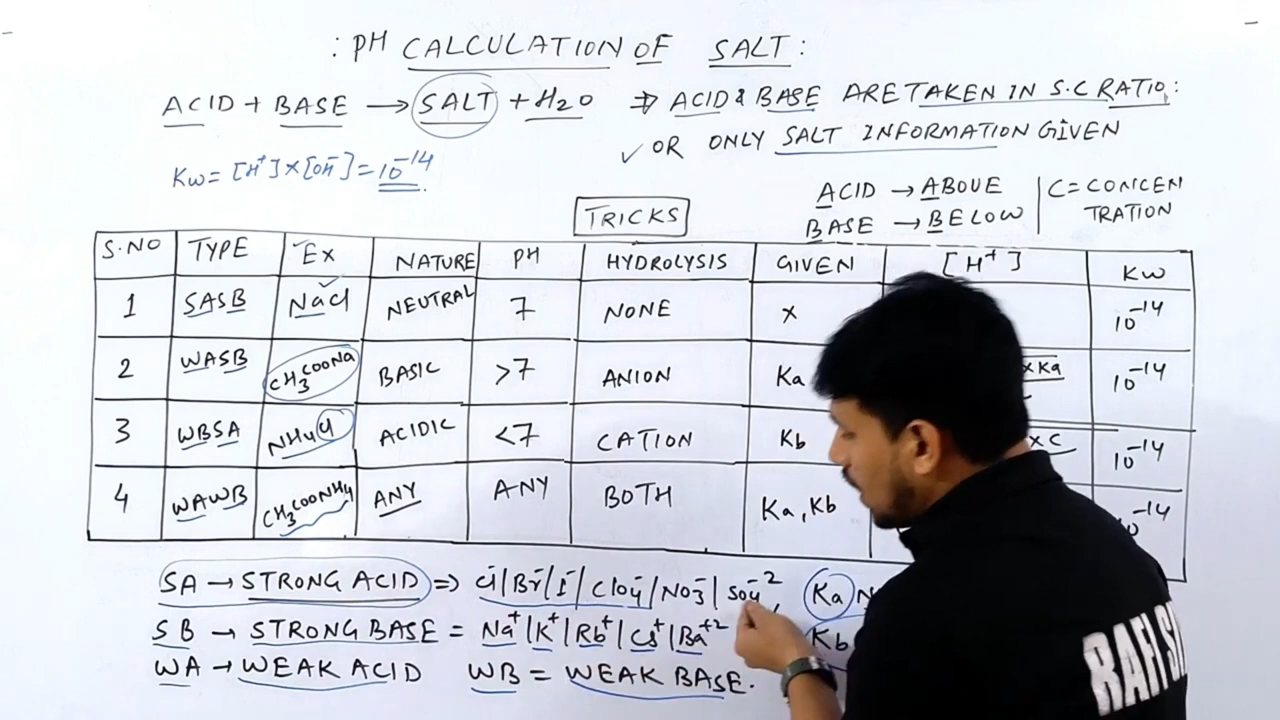 : PH CALCULATION OF SALT :
ACID + BASE → SALT + H2O ⇒ ACID & BASE ARE TAKEN IN S.C RATIO :
✓ OR ONLY SALT INFORMATION GIVEN
Kw = [H⁺] × [OH⁻] = 10⁻¹⁴.
ACID → ABOVE
BASE → BELOW
C = CONCEN
TRATION
TRICKS
S.NO TYPE EX NATURE PH HYDROLYSIS GIVEN [H⁺] Kw
1 SASB NaCl NEUTRAL 7 NONE x 10⁻¹⁴
2 WASB CH3COONa BASIC >7 ANION Ka x Ka 10⁻¹⁴
3 WBSA NH4Cl ACIDIC <7 CATION Kb x C 10⁻¹⁴
4 WAWB CH3COONH4 ANY ANY BOTH Ka, Kb 10⁻¹⁴
SA → STRONG ACID ⇒ Cl⁻ | Br⁻ | I⁻ | ClO4⁻ | NO3⁻ | SO4⁻², Ka
SB → STRONG BASE = Na⁺ | K⁺ | Rb⁺ | Cs⁺ | Ba⁺² Kb
WA → WEAK ACID WB = WEAK BASE.
RAFI S